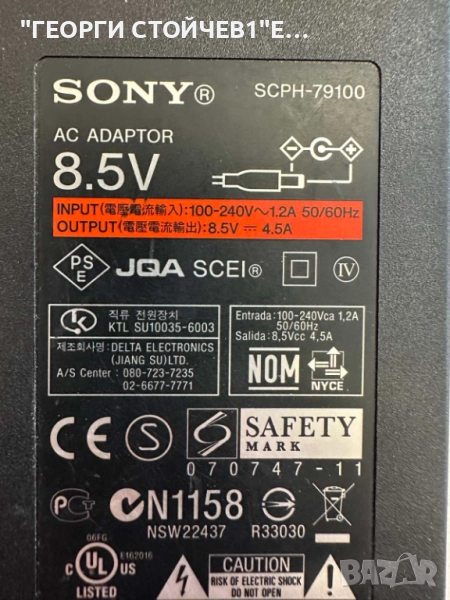 "ГЕОРГИ СТОЙЧЕВ1"Е...
SONY®
SCPH-79100
AC ADAPTOR
8.5V
INPUT(電壓電流輸入):100-240V~1.2A 50/60Hz
OUTPUT(電壓電流輸出):8.5V ⎓ 4.5A
PS
E
JQA SCEI®
IV
직류 전원장치
KTL SU10035-6003
제조회사명:DELTA ELECTRONICS
(JIANG SU)LTD.
A/S Center : 080-723-7235
02-6677-7771
Entrada:100-240Vca 1,2A
50/60Hz
Salida:8,5Vcc 4,5A
NOM
NYCE
CE
S
SAFETY
MARK
070747-11
N1158
NSW22437
R33030
06FG
E162016
c UL US
LISTED
CAUTION
RISK OF ELECTRIC SHOCK
DO NOT OPEN
BAZAR